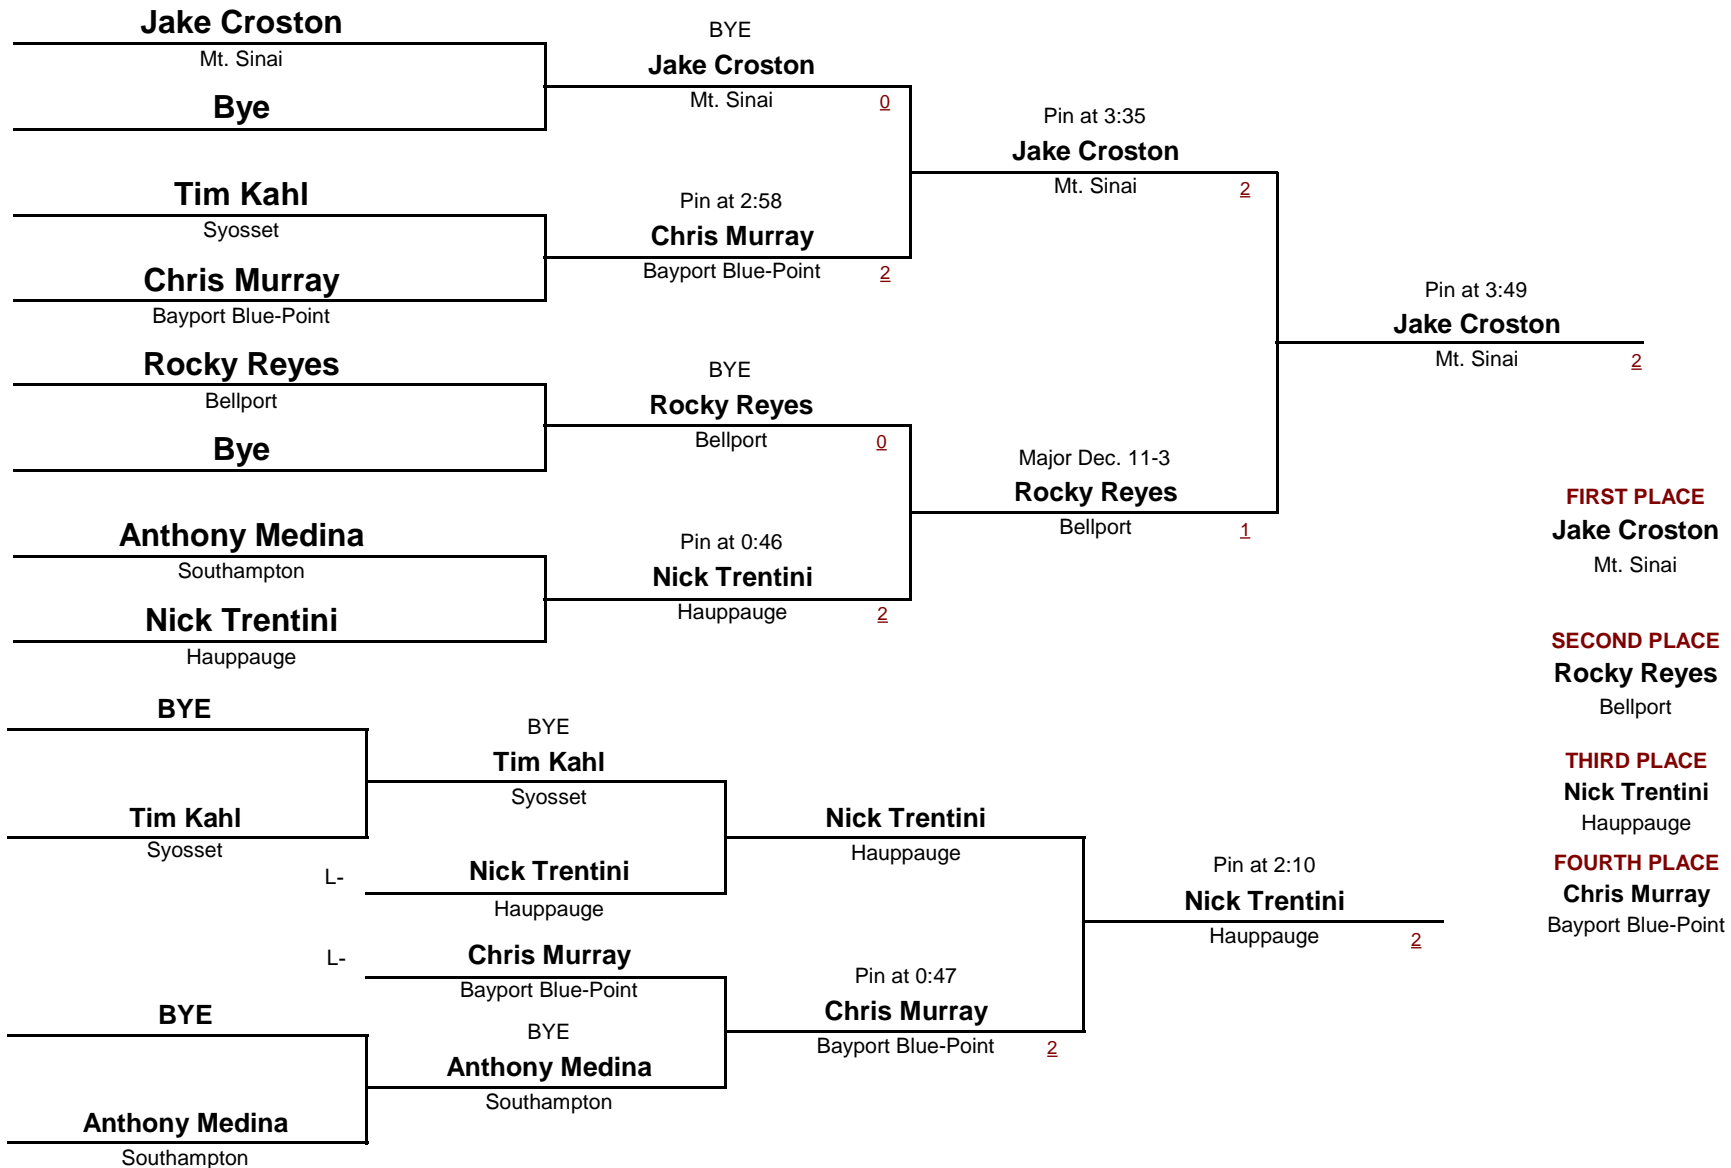 Jake Croston
Mt. Sinai
Bye
Tim Kahl
Syosset
Chris Murray
Bayport Blue-Point
Rocky Reyes
Bellport
Bye
Anthony Medina
Southampton
Nick Trentini
Hauppauge
BYE
Jake Croston
Mt. Sinai
0
Pin at 2:58
Chris Murray
Bayport Blue-Point
2
BYE
Rocky Reyes
Bellport
0
Pin at 0:46
Nick Trentini
Hauppauge
2
Pin at 3:35
Jake Croston
Mt. Sinai
2
Major Dec. 11-3
Rocky Reyes
Bellport
1
Pin at 3:49
Jake Croston
Mt. Sinai
2
FIRST PLACE
Jake Croston
Mt. Sinai
SECOND PLACE
Rocky Reyes
Bellport
THIRD PLACE
Nick Trentini
Hauppauge
FOURTH PLACE
Chris Murray
Bayport Blue-Point
BYE
Tim Kahl
Syosset
BYE
Anthony Medina
Southampton
BYE
Tim Kahl
Syosset
L-
Nick Trentini
Hauppauge
L-
Chris Murray
Bayport Blue-Point
BYE
Anthony Medina
Southampton
Nick Trentini
Hauppauge
Pin at 0:47
Chris Murray
Bayport Blue-Point
2
Pin at 2:10
Nick Trentini
Hauppauge
2